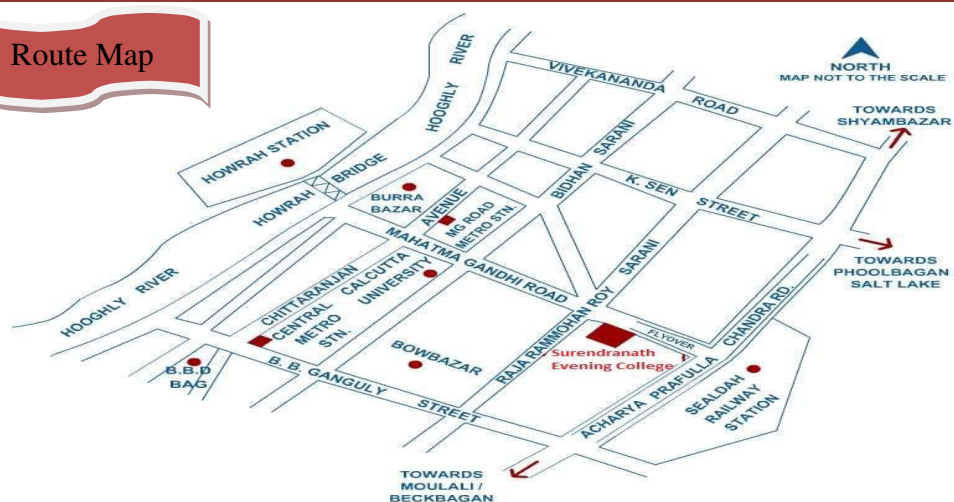 Route Map
NORTH
MAP NOT TO THE SCALE
TOWARDS
SHYAMBAZAR
HOOGHLY RIVER
VIVEKANANDA ROAD
HOWRAH STATION
HOWRAH BRIDGE
BURRA
BAZAR
BIDHAN SARANI
K. SEN STREET
MG ROAD
METRO STN.
CHITTARANJAN AVENUE
MAHATMA GANDHI ROAD
TOWARDS
PHOOLBAGAN
SALT LAKE
HOOGHLY RIVER
CALCUTTA
UNIVERSITY
CENTRAL
METRO
STN.
RAJA RAMMOHAN ROY SARANI
FLYOVER
Surendranath
Evening College
BOWBAZAR
B.B.D
BAG
B. B. GANGULY STREET
ACHARYA PRAFULLA CHANDRA RD.
SEALDAH
RAILWAY
STATION
TOWARDS
MOULALI /
BECKBAGAN